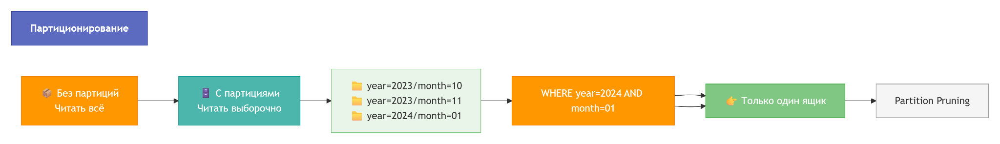 Партиционирование
📦 Без партиций
Читать всё
🗄️ С партициями
Читать выборочно
📁 year=2023/month=10
📁 year=2023/month=11
📁 year=2024/month=01
WHERE year=2024 AND
month=01
👉 Только один ящик
Partition Pruning